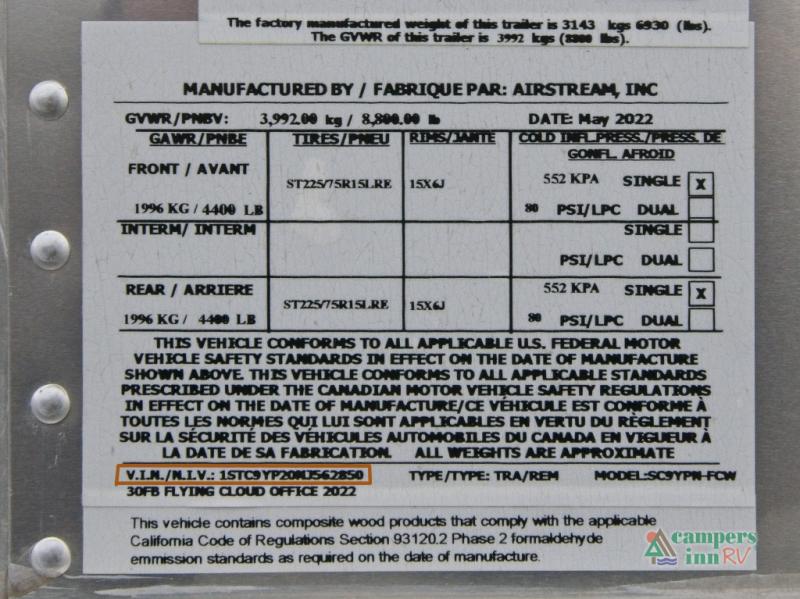 The factory manufactured weight of this trailer is 3143 kgs 6930 (lbs).
The GVWR of this trailer is 3992 kgs (8800 lbs).
MANUFACTURED BY / FABRIQUE PAR: AIRSTREAM, INC
GVWR/PNBV: 3,992.00 kg / 8,800.00 lb DATE: May 2022
GAWR/PNBE TIRES/PNEU RIMS/JANTE COLD INFL.PRESS./PRESS. DE
GONFL. AFROID
FRONT / AVANT ST225/75R15LRE 15X6J 552 KPA SINGLE X
1996 KG / 4400 LB 80 PSI/LPC DUAL
INTERM/ INTERM SINGLE
PSI/LPC DUAL
REAR / ARRIERE ST225/75R15LRE 15X6J 552 KPA SINGLE X
1996 KG / 4400 LB 80 PSI/LPC DUAL
THIS VEHICLE CONFORMS TO ALL APPLICABLE U.S. FEDERAL MOTOR
VEHICLE SAFETY STANDARDS IN EFFECT ON THE DATE OF MANUFACTURE
SHOWN ABOVE. THIS VEHICLE CONFORMS TO ALL APPLICABLE STANDARDS
PRESCRIBED UNDER THE CANADIAN MOTOR VEHICLE SAFETY REGULATIONS
IN EFFECT ON THE DATE OF MANUFACTURE/CE VÉHICULE EST CONFORME À
TOUTES LES NORMES QUI LUI SONT APPLICABLES EN VERTU DU RÈGLEMENT
SUR LA SÉCURITÉ DES VÉHICULES AUTOMOBILES DU CANADA EN VIGUEUR À
LA DATE DE SA FABRICATION. ALL WEIGHTS ARE APPROXIMATE
V.I.N./N.I.V.: 1STC9YP20NJ562850 TYPE/TYPE: TRA/REM MODEL:SC9YPN-FCW
30FB FLYING CLOUD OFFICE 2022
This vehicle contains composite wood products that comply with the applicable
California Code of Regulations Section 93120.2 Phase 2 formaldehyde
emmission standards as required on the date of manufacture.
campers
inn RV